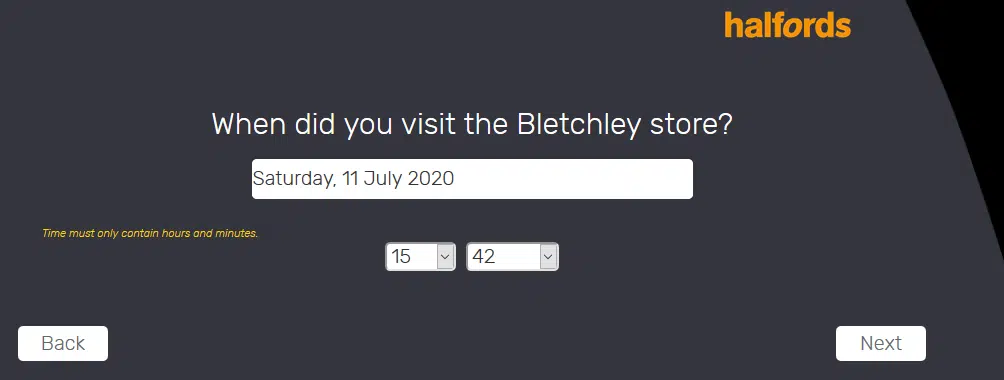 halfords
When did you visit the Bletchley store?
Saturday, 11 July 2020
Time must only contain hours and minutes.
15 42
Back Next